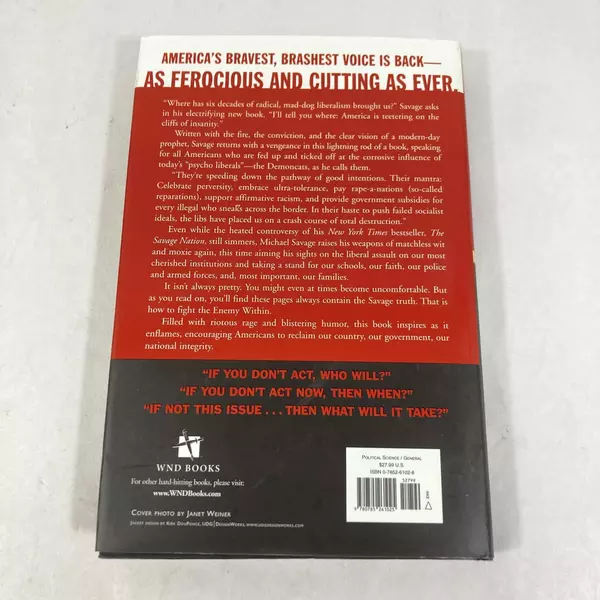 AMERICA'S BRAVEST, BRASHEST VOICE IS BACK—
AS FEROCIOUS AND CUTTING AS EVER.
"Where has six decades of radical, mad-dog liberalism brought us?" Savage asks
in his electrifying new book. "I'll tell you where: America is teetering on the
cliffs of insanity."
Written with the fire, the conviction, and the clear vision of a modern-day
prophet, Savage returns with a vengeance in this lightning rod of a book, speaking
for all Americans who are fed up and ticked off at the corrosive influence of
today's "psycho liberals"—the Demoncats, as he calls them.
"They're speeding down the pathway of good intentions. Their mantra:
Celebrate perversity, embrace ultra-tolerance, pay rape-a-nations (so-called
reparations), support affirmative racism, and provide government subsidies for
every illegal who sneaks across the border. In their haste to push failed socialist
ideals, the libs have placed us on a crash course of total destruction."
Even while the heated controversy of his New York Times bestseller, The
Savage Nation, still simmers, Michael Savage raises his weapons of matchless wit
and moxie again, this time aiming his sights on the liberal assault on our most
cherished institutions and taking a stand for our schools, our faith, our police
and armed forces, and, most important, our families.
It isn't always pretty. You might even at times become uncomfortable. But
as you read on, you'll find these pages always contain the Savage truth. That is
how to fight the Enemy Within.
Filled with riotous rage and blistering humor, this book inspires as it
enflames, encouraging Americans to reclaim our country, our government, our
national integrity.
"IF YOU DON'T ACT, WHO WILL?"
"IF YOU DON'T ACT NOW, THEN WHEN?"
"IF NOT THIS ISSUE . . . THEN WHAT WILL IT TAKE?"
WND BOOKS
For other hard-hitting books, please visit:
www.WNDBooks.com
Political Science / General
$27.99 U.S.
ISBN 0-7852-6102-6
52799
9 780785 261025
Cover photo by Janet Weiner